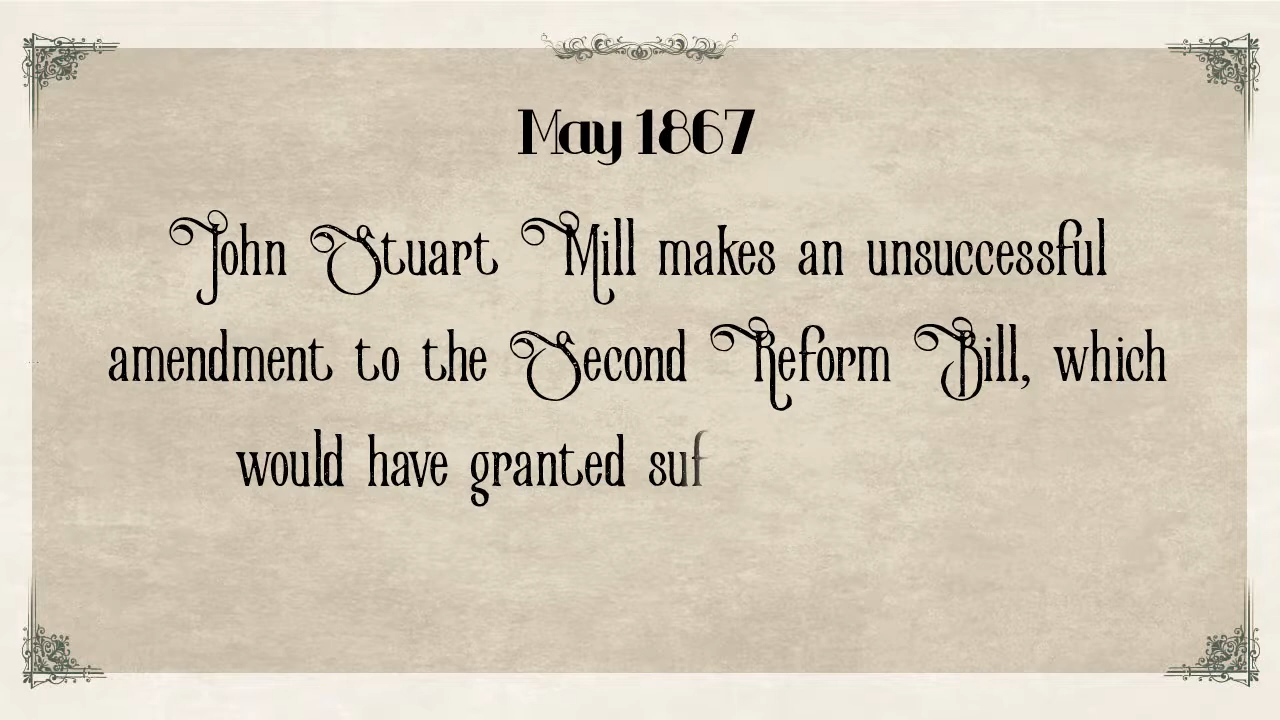 May 1867
John Stuart Mill makes an unsuccessful
amendment to the Second Reform Bill, which
would have granted suf